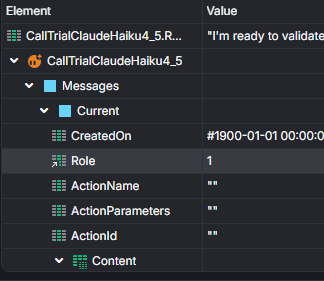 Element Value
CallTrialClaudeHaiku4_5.R... "I'm ready to validate
CallTrialClaudeHaiku4_5
Messages
Current
CreatedOn #1900-01-01 00:00:0
Role 1
ActionName ""
ActionParameters ""
ActionId ""
Content